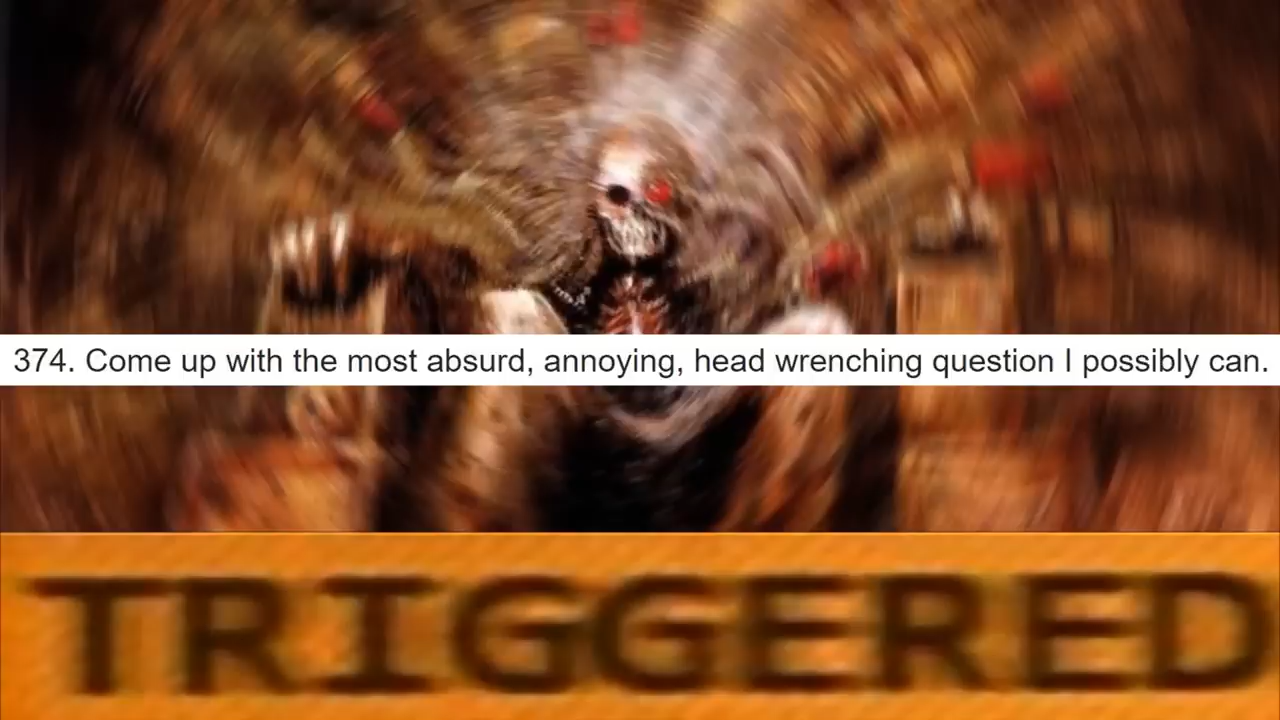 374. Come up with the most absurd, annoying, head wrenching question I possibly can.
TRIGGERED